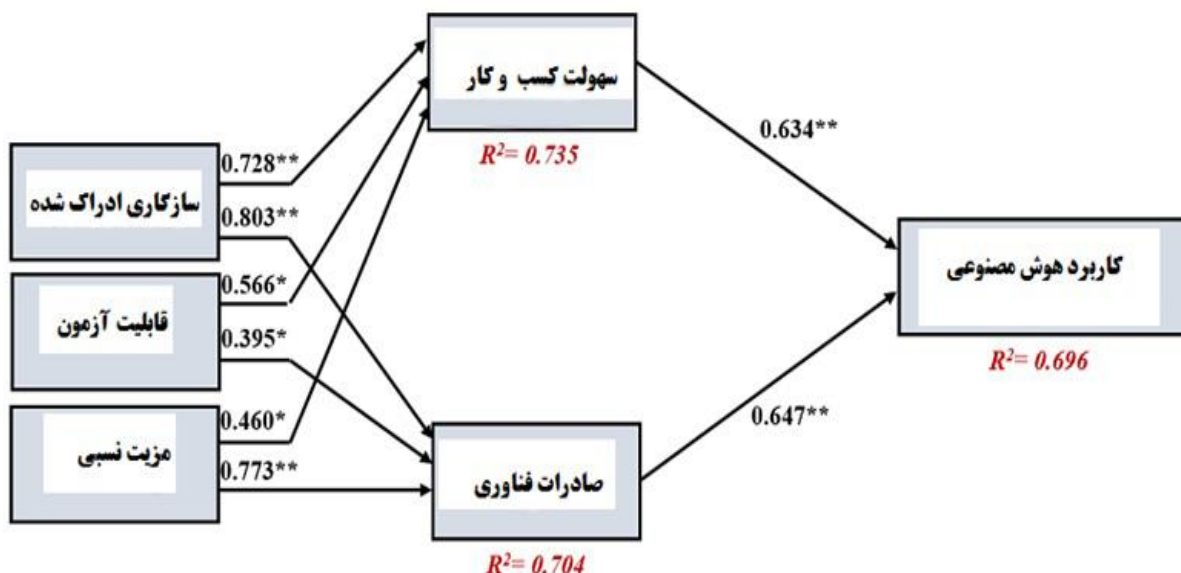 سهولت کسب و کار
R²= 0.735
0.634**
سازگاری ادراک شده
0.728**
0.803**
قابلیت آزمون
0.566*
0.395*
مزیت نسبی
0.460*
0.773**
صادرات فناوری
R²= 0.704
0.647**
کاربرد هوش مصنوعی
R²= 0.696